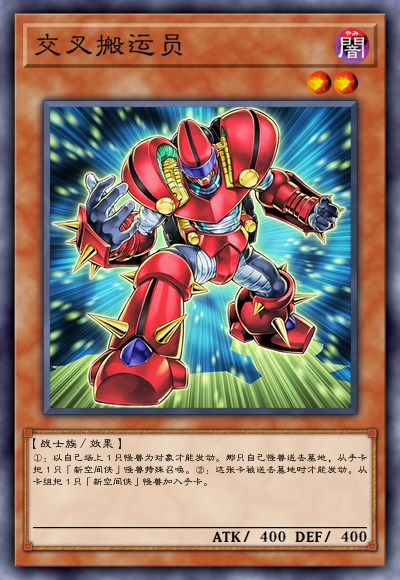 交叉搬运员
やみ
闇
【战士族／效果】
①：以自己场上1只怪兽为对象才能发动。那只自己怪兽送去墓地，从手卡
把1只「新空间侠」怪兽特殊召唤。②：这张卡被送去墓地时才能发动。从
卡组把1只「新空间侠」怪兽加入手卡。
ATK/ 400 DEF/ 400